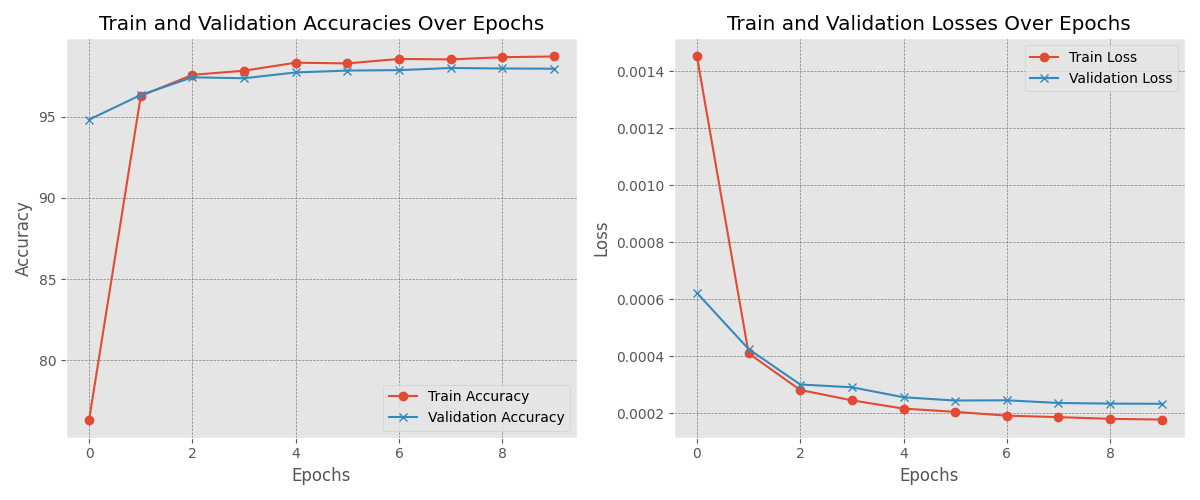 Train and Validation Accuracies Over Epochs
Accuracy
95
90
85
80
0 2 4 6 8
Epochs
Train Accuracy
Validation Accuracy
Train and Validation Losses Over Epochs
Loss
0.0014
0.0012
0.0010
0.0008
0.0006
0.0004
0.0002
0 2 4 6 8
Epochs
Train Loss
Validation Loss